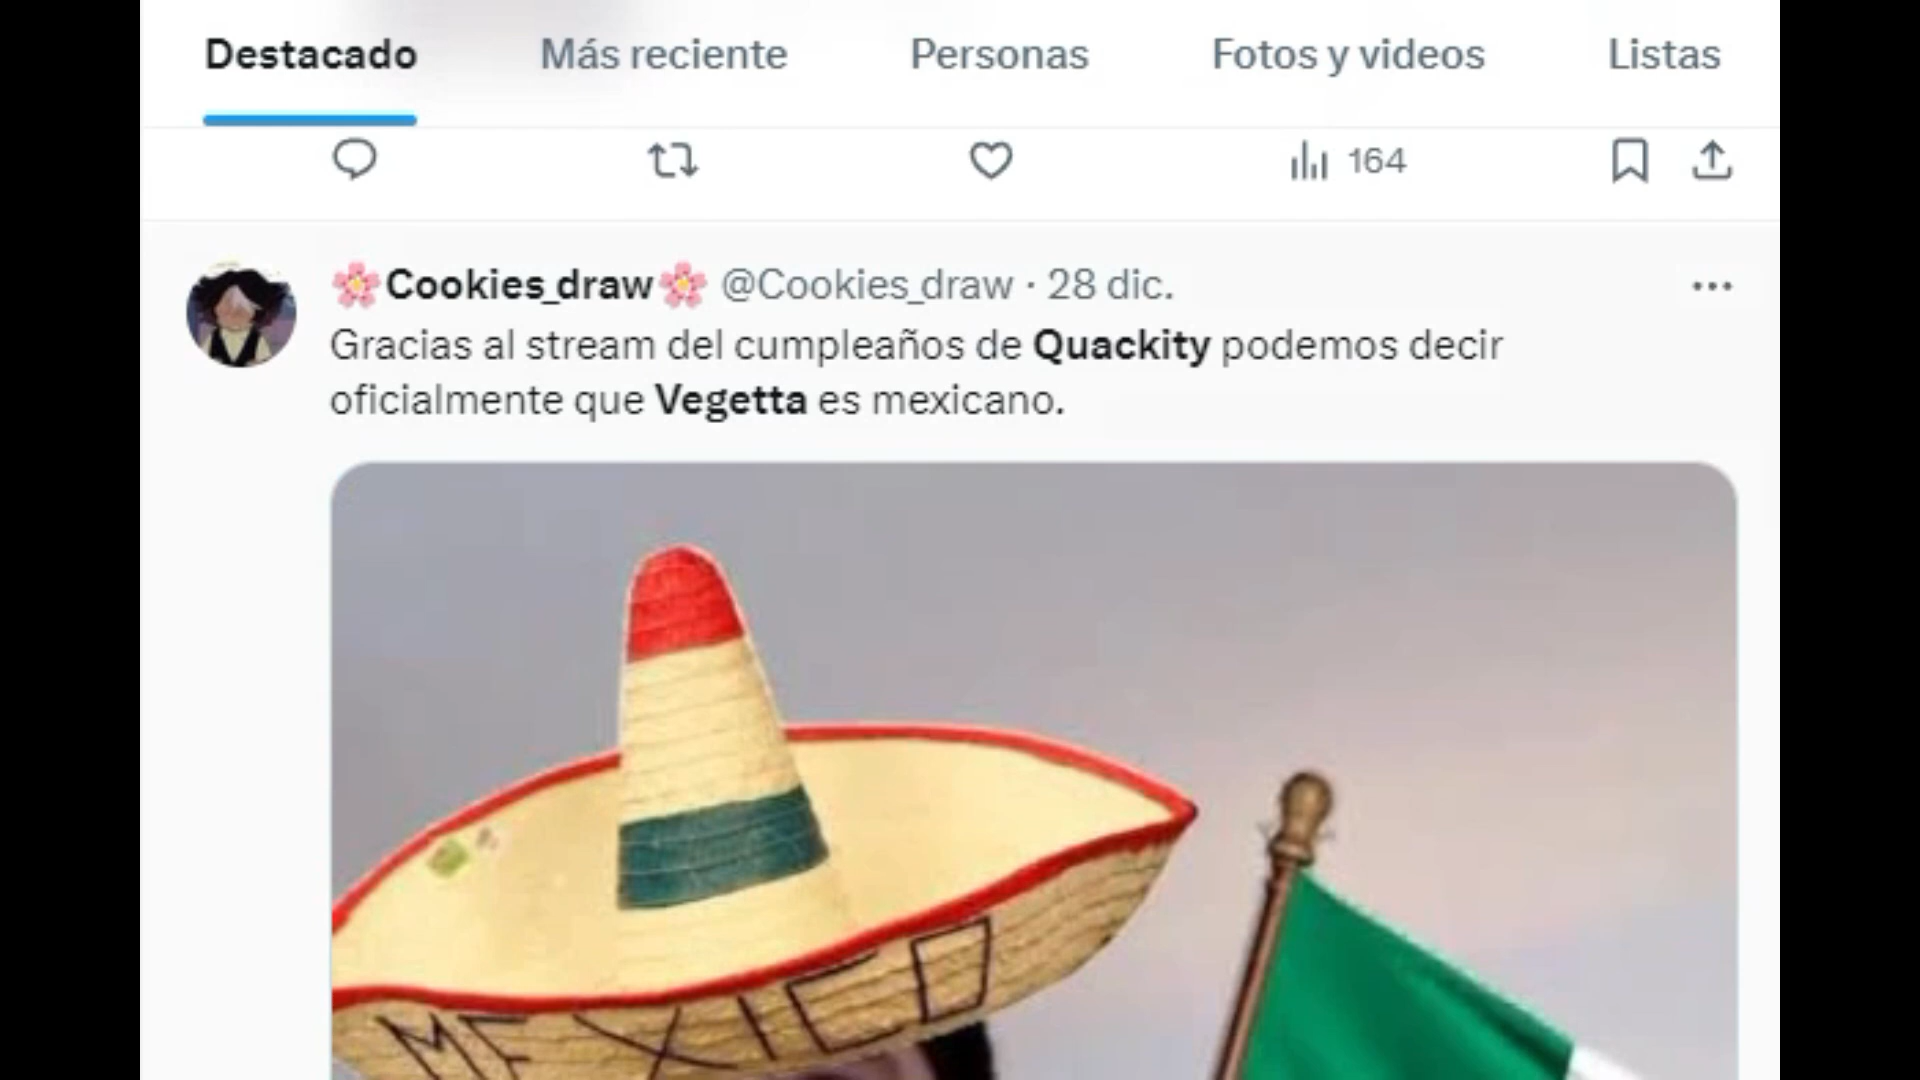 Destacado Más reciente Personas Fotos y videos Listas
164
🌸Cookies_draw🌸 @Cookies_draw · 28 dic.
Gracias al stream del cumpleaños de Quackity podemos decir
oficialmente que Vegetta es mexicano.
MEXICO